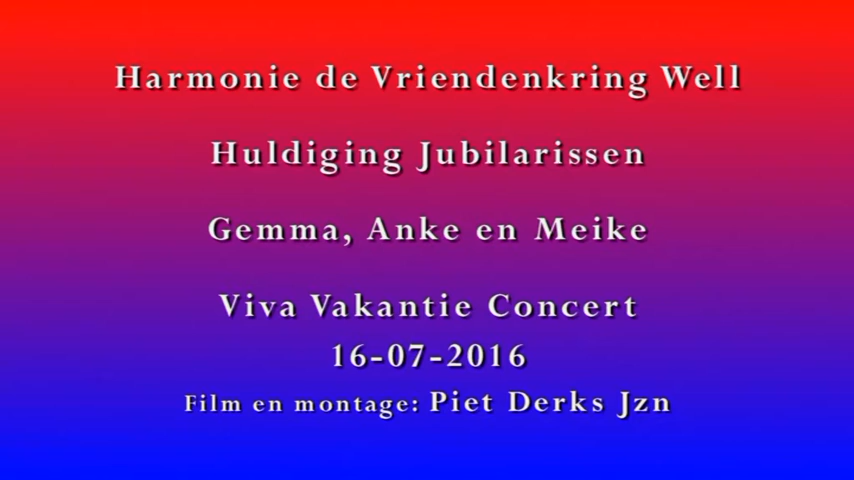 Harmonie de Vriendenkring Well
Huldiging Jubilarissen
Gemma, Anke en Meike
Viva Vakantie Concert
16-07-2016
Film en montage: Piet Derks Jzn